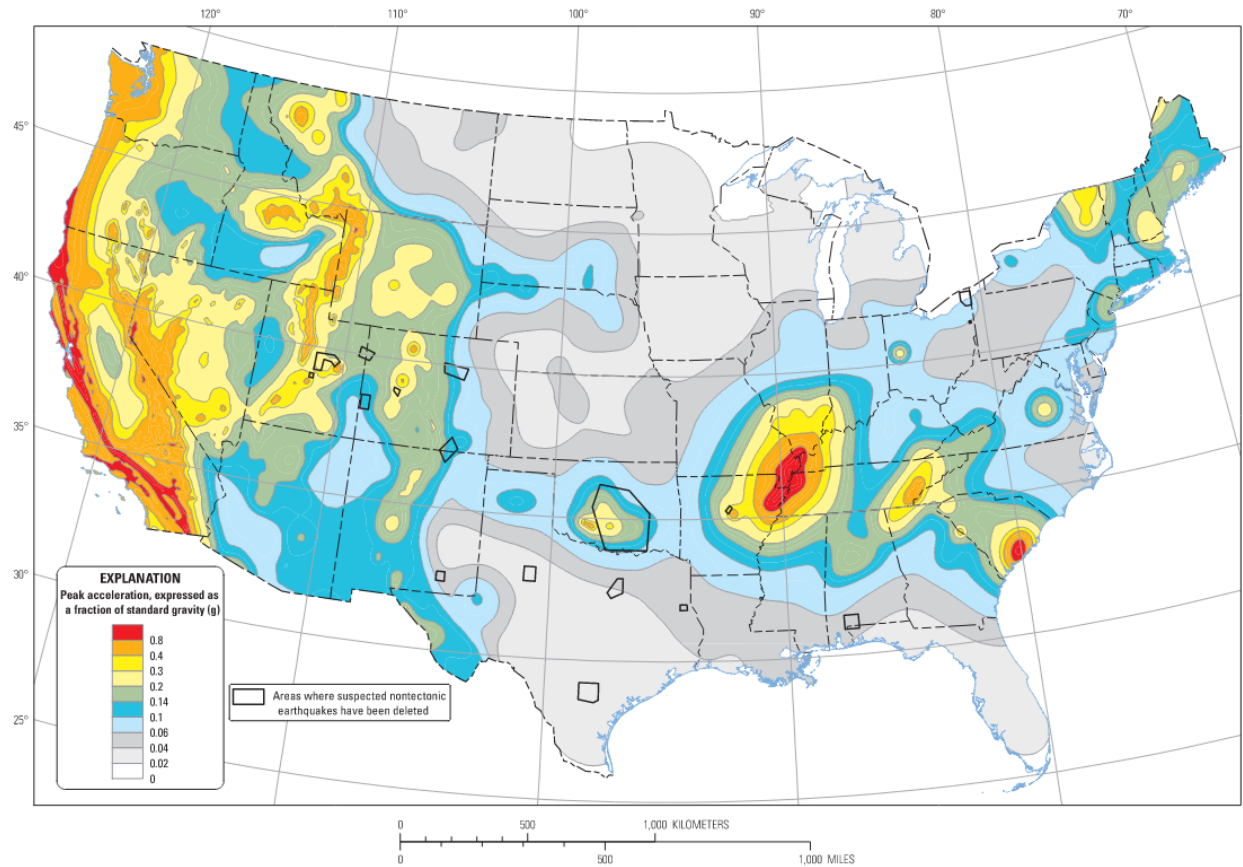 120° 110° 100° 90° 80° 70°
45°
40°
35°
30°
25°
EXPLANATION
Peak acceleration, expressed as
a fraction of standard gravity (g)
0.8
0.4
0.3
0.2
0.14
0.1
0.06
0.04
0.02
0
Areas where suspected nontectonic
earthquakes have been deleted
0 500 1,000 KILOMETERS
0 500 1,000 MILES